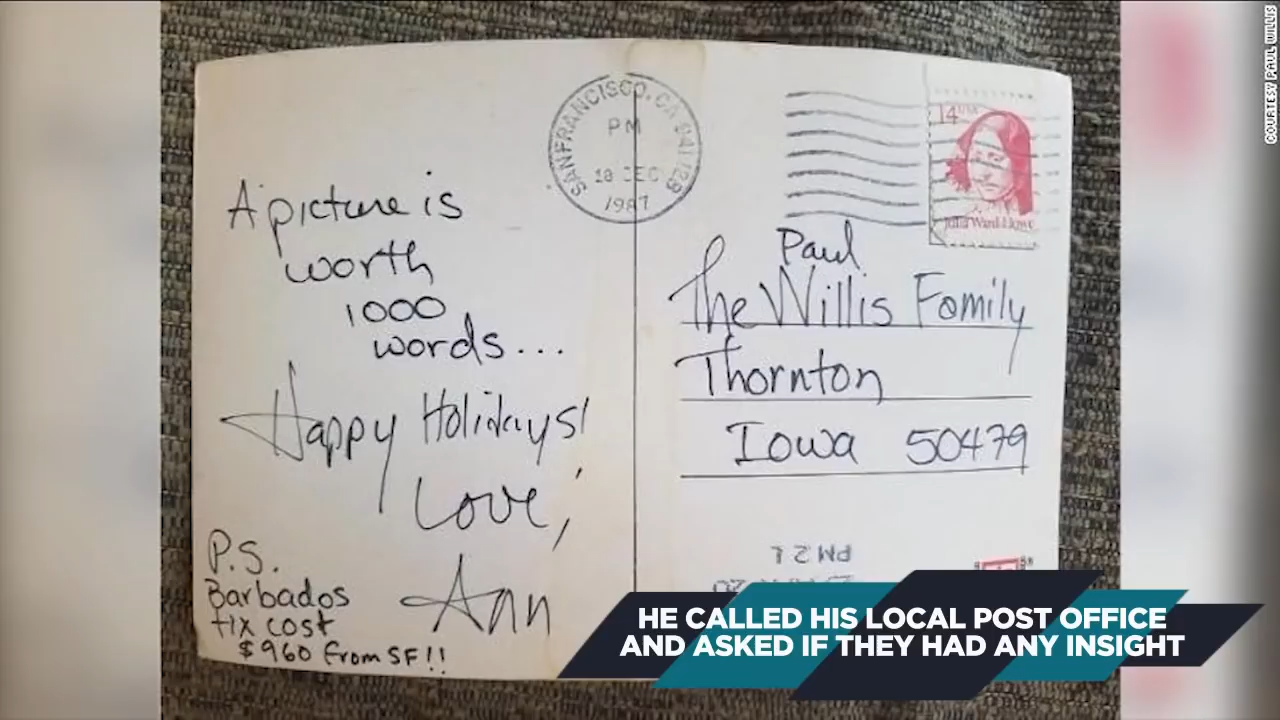 A picture is
worth
1000
words...
Happy Holidays!
Love,
Ann
P.S.
Barbados
tix cost
$960 from SF!!
SAN FRANCISCO, CA 941
PM
18 DEC
1987
14
USA
Julia Ward Howe
Paul
The Willis Family
Thornton
Iowa 50479
PM 2 L
COURTESY PAUL WILLIS
HE CALLED HIS LOCAL POST OFFICE
AND ASKED IF THEY HAD ANY INSIGHT